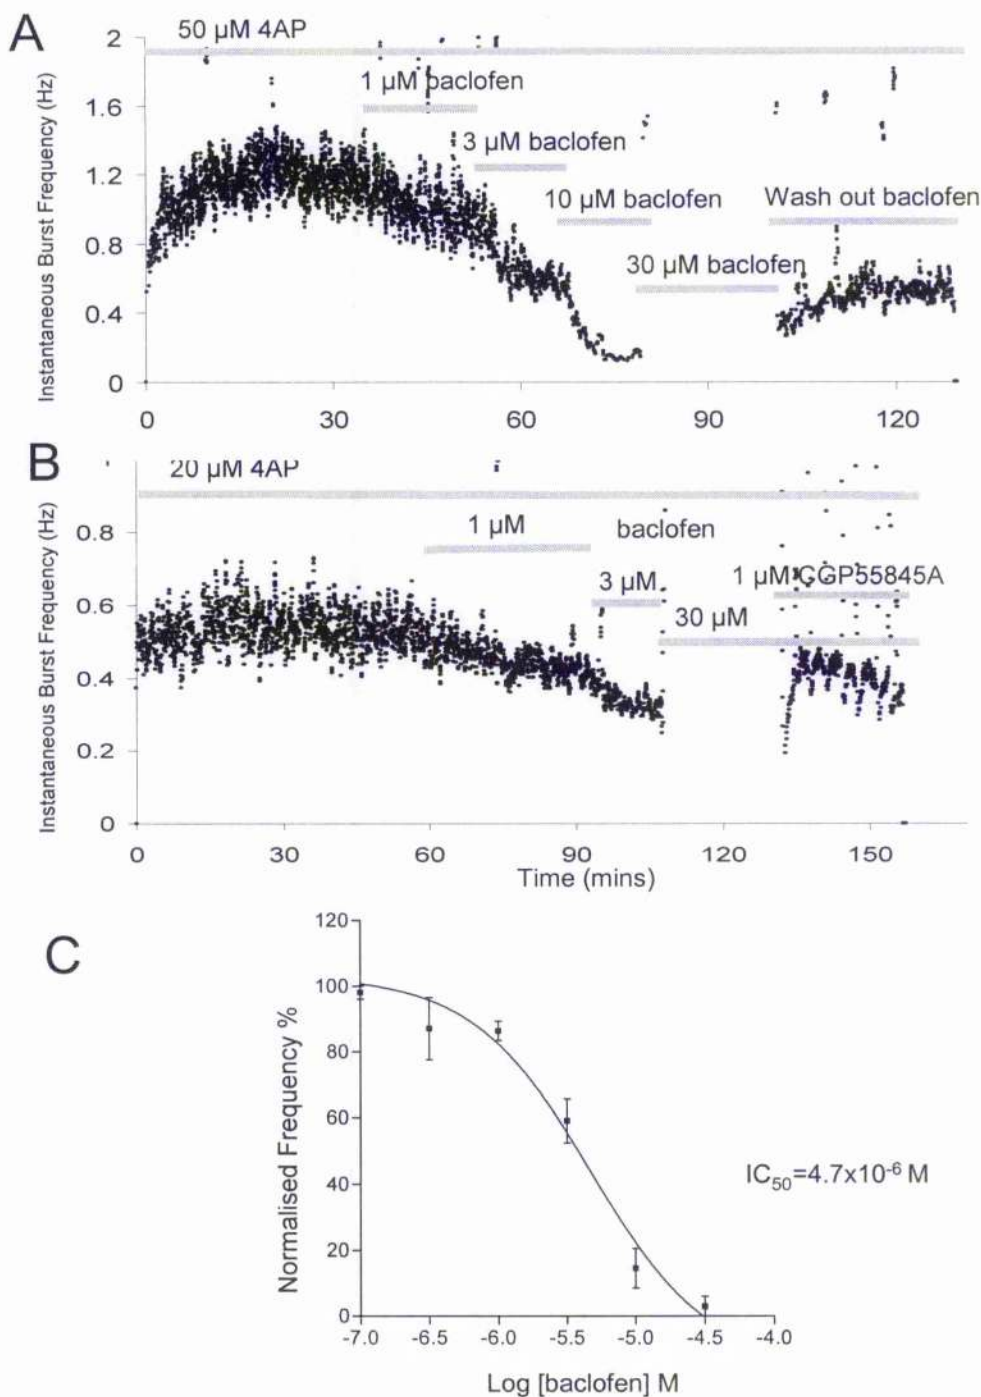 A
50 µM 4AP
2
1 µM baclofen
1.6
3 µM baclofen
1.2
10 µM baclofen
Wash out baclofen
0.8
30 µM baclofen
0.4
0
Instantaneous Burst Frequency (Hz)
0 30 60 90 120
B
20 µM 4AP
1 µM
baclofen
0.8
3 µM
1 µM CGP55845A
0.6
30 µM
0.4
0.2
0
Instantaneous Burst Frequency (Hz)
0 30 60 90 120 150
Time (mins)
C
120
100
80
60
40
20
0
Normalised Frequency %
IC50=4.7x10-6 M
-7.0 -6.5 -6.0 -5.5 -5.0 -4.5 -4.0
Log [baclofen] M